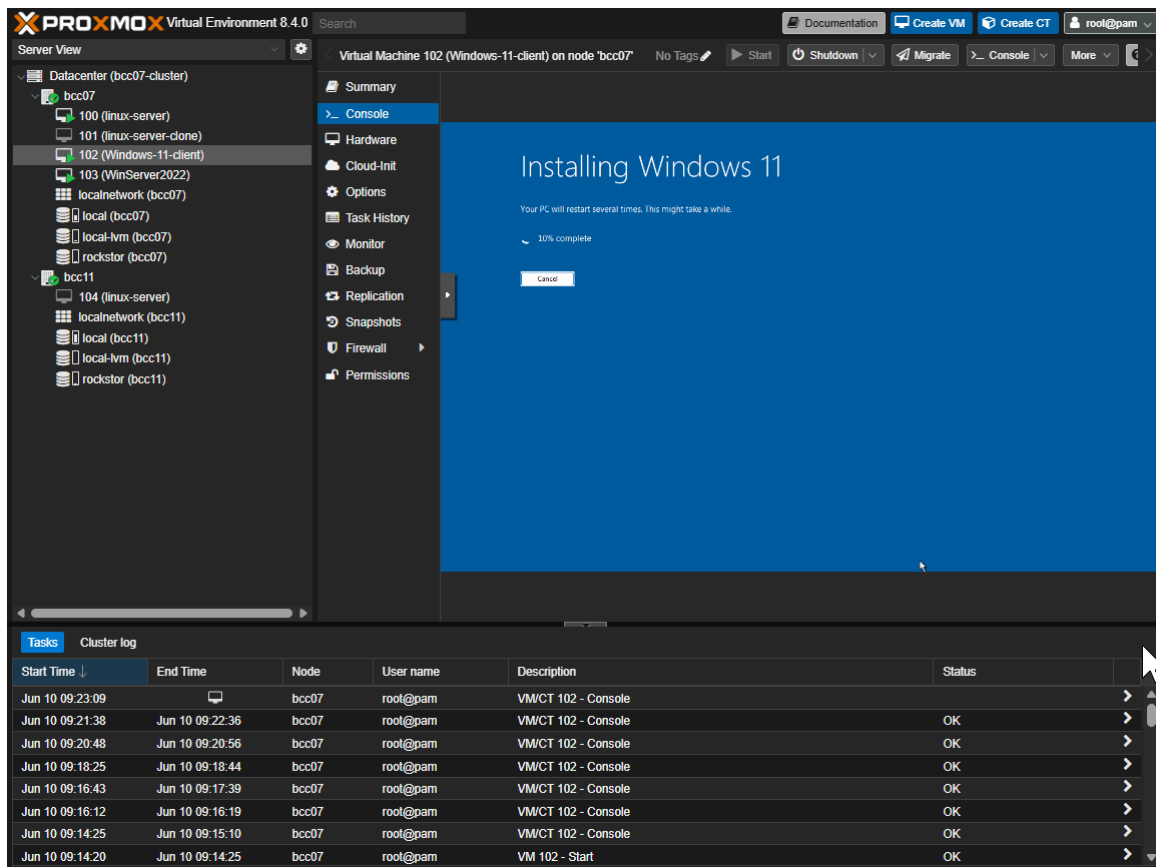 PROXMOX Virtual Environment 8.4.0 Search Documentation Create VM Create CT root@pam
Server View
Virtual Machine 102 (Windows-11-client) on node 'bcc07' No Tags Start Shutdown Migrate >_ Console More
Datacenter (bcc07-cluster)
bcc07
100 (linux-server)
101 (linux-server-clone)
102 (Windows-11-client)
103 (WinServer2022)
localnetwork (bcc07)
local (bcc07)
local-lvm (bcc07)
rockstor (bcc07)
bcc11
104 (linux-server)
localnetwork (bcc11)
local (bcc11)
local-lvm (bcc11)
rockstor (bcc11)
Summary
>_ Console
Hardware
Cloud-Init
Options
Task History
Monitor
Backup
Replication
Snapshots
Firewall
Permissions
Installing Windows 11
Your PC will restart several times. This might take a while.
10% complete
Cancel
Tasks Cluster log
Start Time ↓ End Time Node User name Description Status
Jun 10 09:23:09 bcc07 root@pam VM/CT 102 - Console
Jun 10 09:21:38 Jun 10 09:22:36 bcc07 root@pam VM/CT 102 - Console OK
Jun 10 09:20:48 Jun 10 09:20:56 bcc07 root@pam VM/CT 102 - Console OK
Jun 10 09:18:25 Jun 10 09:18:44 bcc07 root@pam VM/CT 102 - Console OK
Jun 10 09:16:43 Jun 10 09:17:39 bcc07 root@pam VM/CT 102 - Console OK
Jun 10 09:16:12 Jun 10 09:16:19 bcc07 root@pam VM/CT 102 - Console OK
Jun 10 09:14:25 Jun 10 09:15:10 bcc07 root@pam VM/CT 102 - Console OK
Jun 10 09:14:20 Jun 10 09:14:25 bcc07 root@pam VM 102 - Start OK